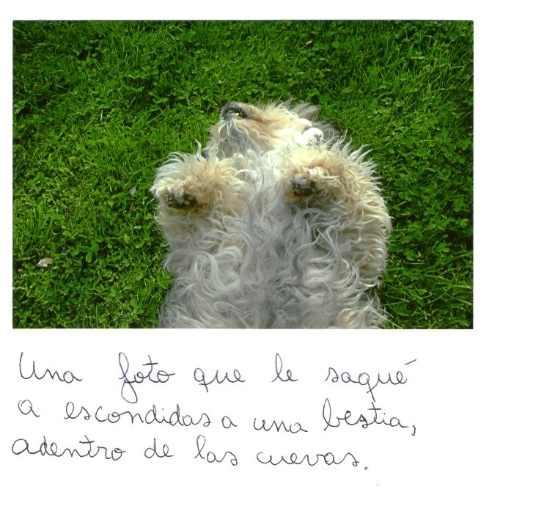 Una foto que le saqué
a escondidas a una bestia,
adentro de las cuevas.